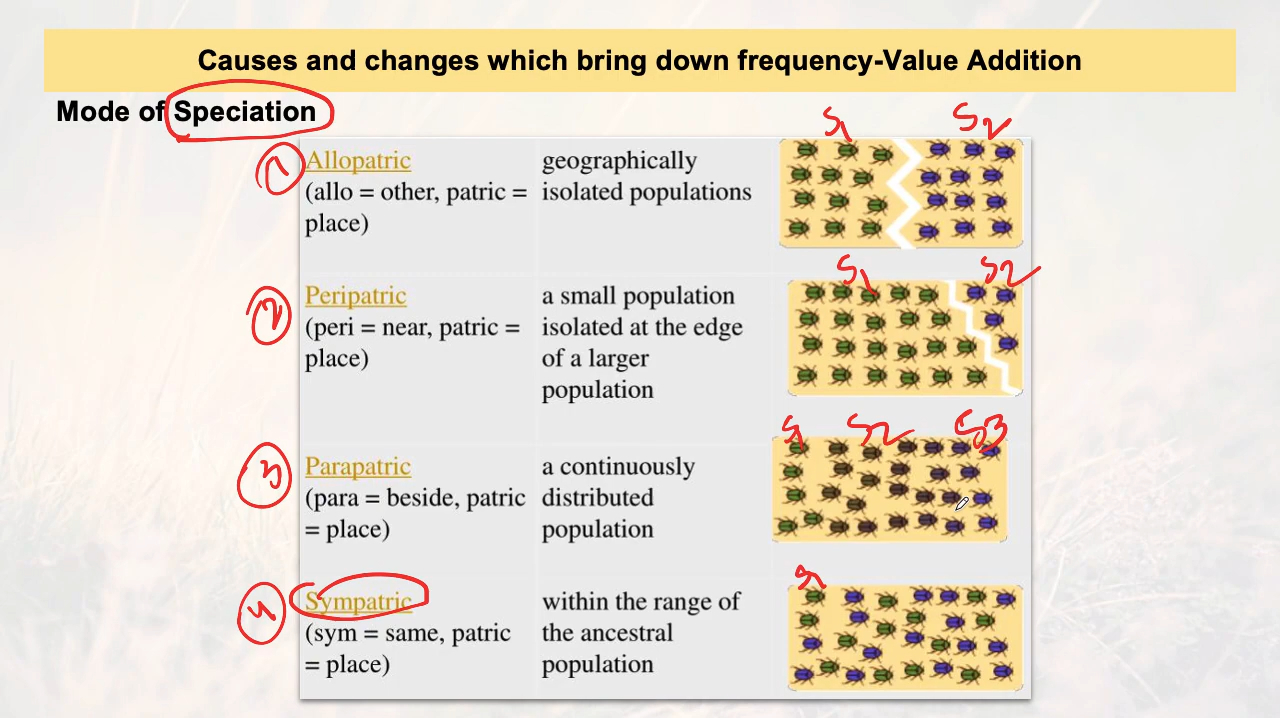 Causes and changes which bring down frequency-Value Addition
Mode of Speciation
1
Allopatric
(allo = other, patric =
place)
geographically
isolated populations
S1 S2
2
Peripatric
(peri = near, patric =
place)
a small population
isolated at the edge
of a larger
population
S1 S2
3
Parapatric
(para = beside, patric
= place)
a continuously
distributed
population
S1 S2 S3
4
Sympatric
(sym = same, patric
= place)
within the range of
the ancestral
population
S1